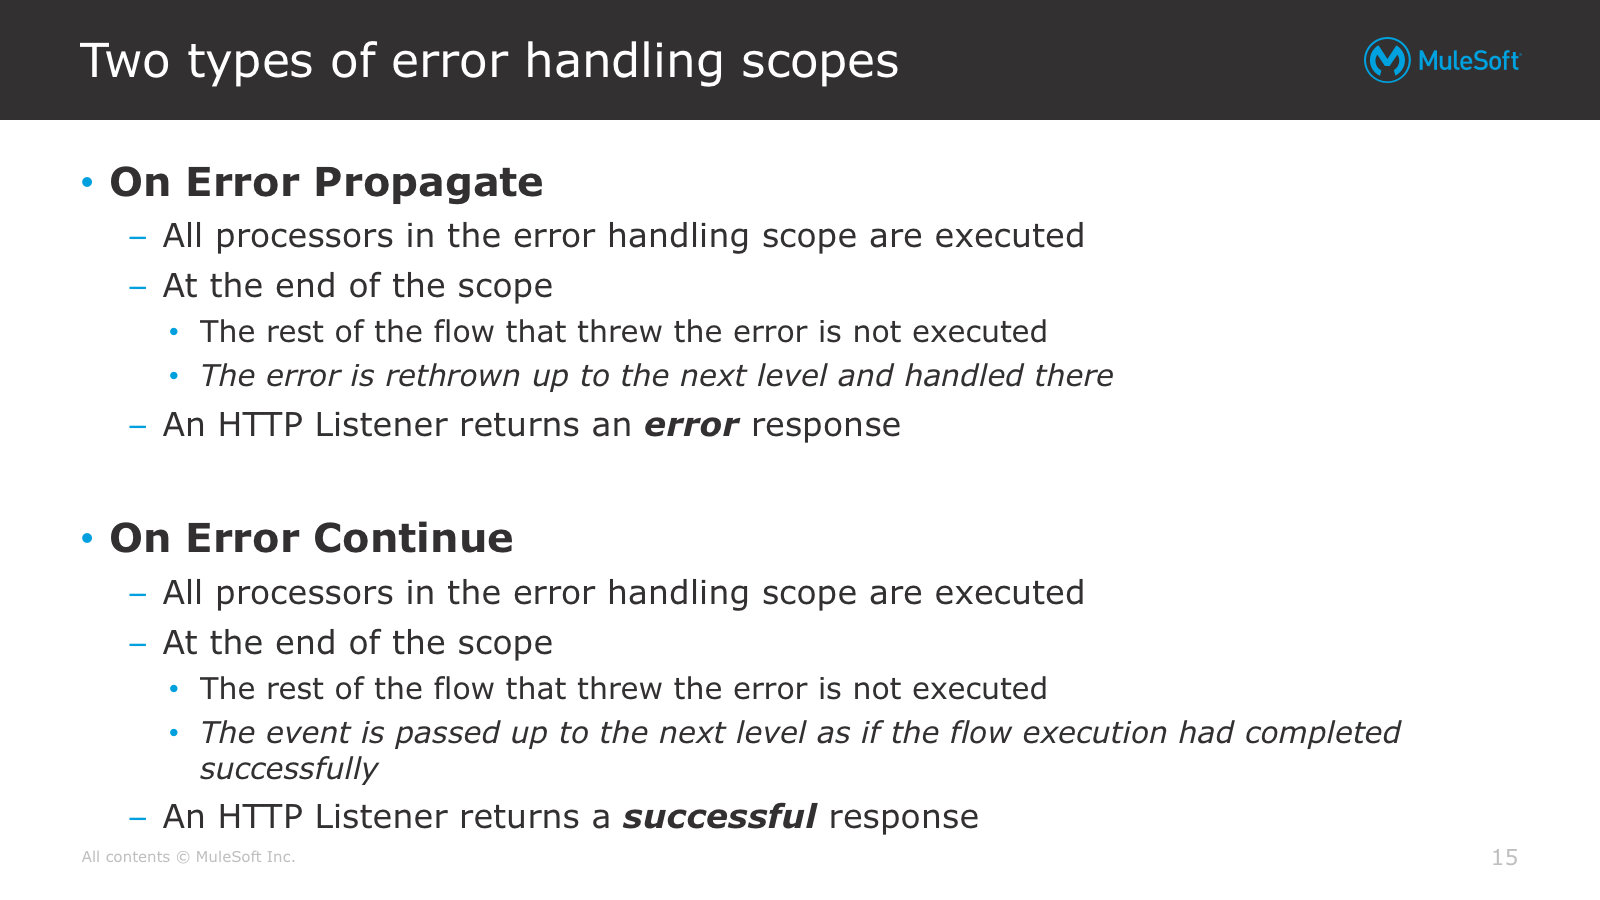 Two types of error handling scopes
MuleSoft
• On Error Propagate
– All processors in the error handling scope are executed
– At the end of the scope
• The rest of the flow that threw the error is not executed
• The error is rethrown up to the next level and handled there
– An HTTP Listener returns an error response
• On Error Continue
– All processors in the error handling scope are executed
– At the end of the scope
• The rest of the flow that threw the error is not executed
• The event is passed up to the next level as if the flow execution had completed
successfully
– An HTTP Listener returns a successful response
All contents © MuleSoft Inc.
15